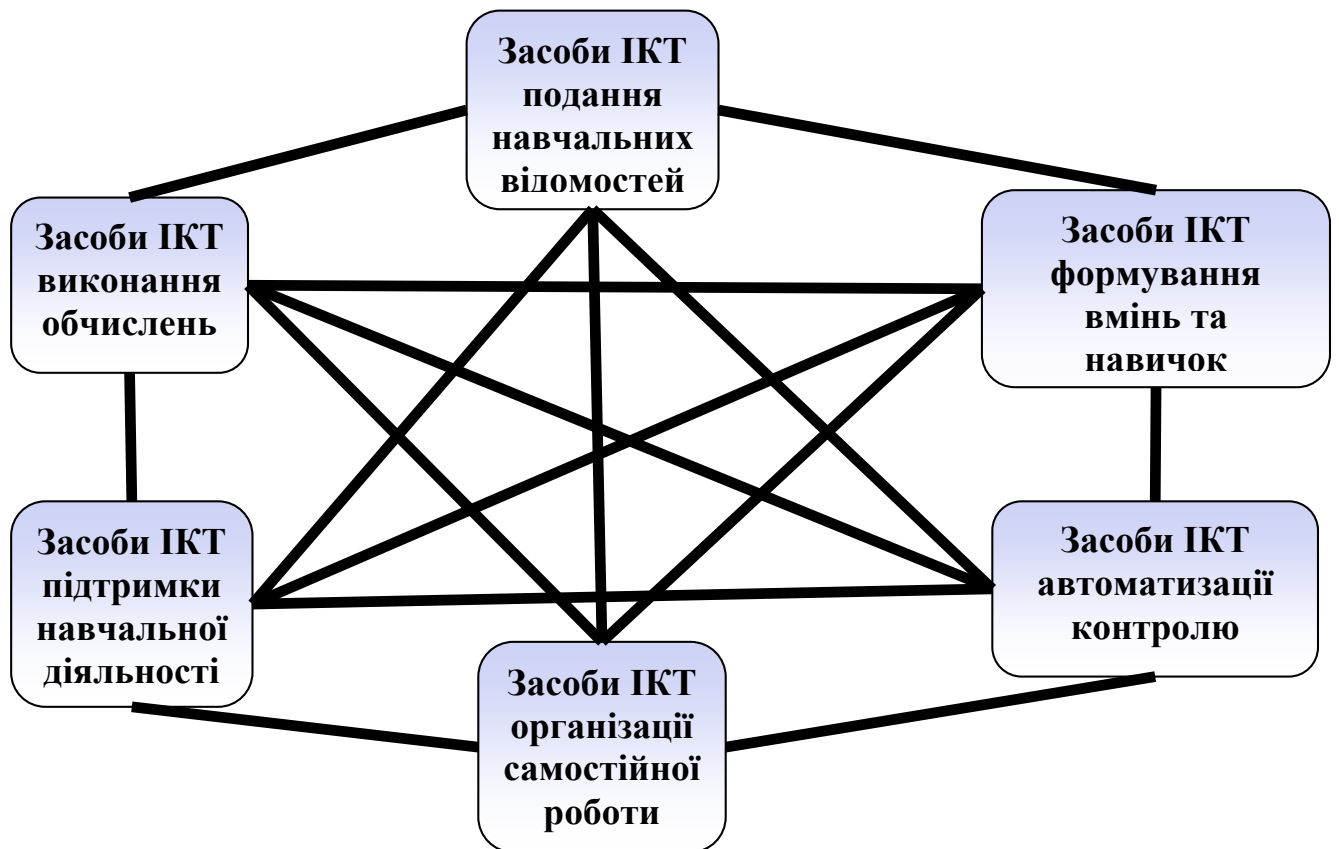 Засоби ІКТ
подання
навчальних
відомостей
Засоби ІКТ
виконання
обчислень
Засоби ІКТ
формування
вмінь та
навичок
Засоби ІКТ
підтримки
навчальної
діяльності
Засоби ІКТ
автоматизації
контролю
Засоби ІКТ
організації
самостійної
роботи